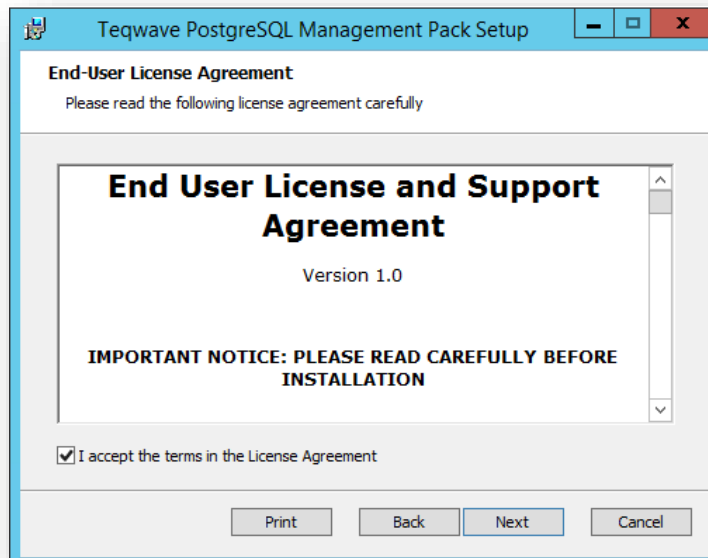 Teqwave PostgreSQL Management Pack Setup
End-User License Agreement
Please read the following license agreement carefully
End User License and Support
Agreement
Version 1.0
IMPORTANT NOTICE: PLEASE READ CAREFULLY BEFORE
INSTALLATION
I accept the terms in the License Agreement
Print Back Next Cancel